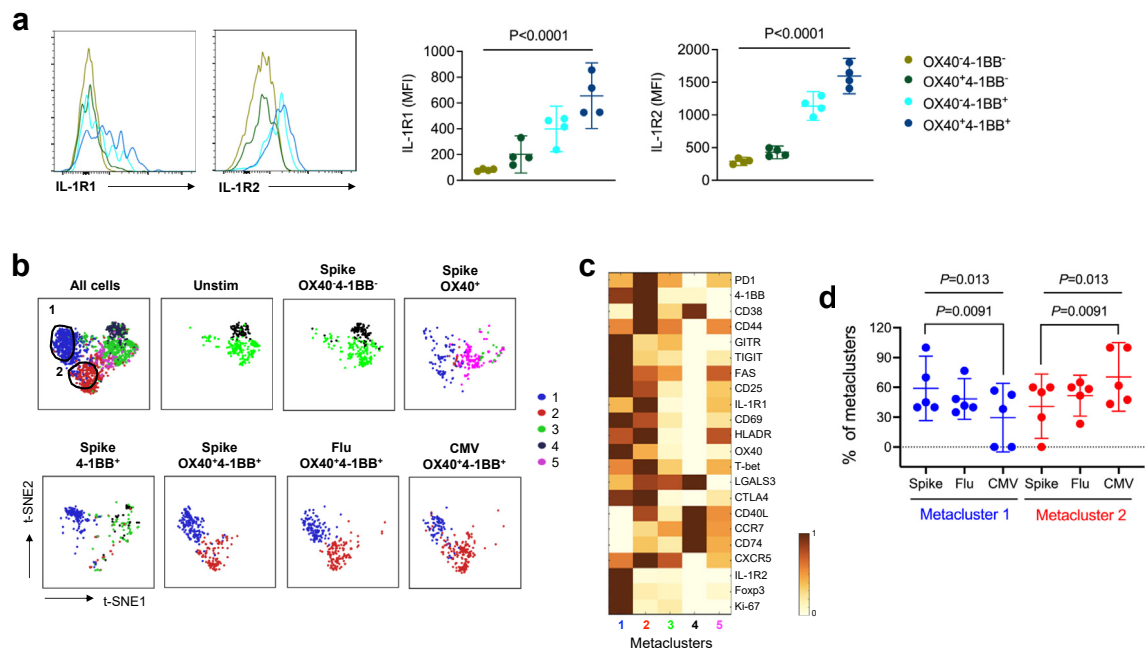 a
IL-1R1
IL-1R2
P<0.0001
IL-1R1 (MFI)
1000
800
600
400
200
0
P<0.0001
IL-1R2 (MFI)
2000
1500
1000
500
0
OX40⁻4-1BB⁻
OX40⁺4-1BB⁻
OX40⁻4-1BB⁺
OX40⁺4-1BB⁺
b
All cells
1
2
Unstim
Spike
OX40⁻4-1BB⁻
Spike
OX40⁺
1
2
3
4
5
Spike
4-1BB⁺
Spike
OX40⁺4-1BB⁺
Flu
OX40⁺4-1BB⁺
CMV
OX40⁺4-1BB⁺
t-SNE2
t-SNE1
c
PD1
4-1BB
CD38
CD44
GITR
TIGIT
FAS
CD25
IL-1R1
CD69
HLADR
OX40
T-bet
LGALS3
CTLA4
CD40L
CCR7
CD74
CXCR5
IL-1R2
Foxp3
Ki-67
1 2 3 4 5
Metaclusters
1
0
d
P=0.013
P=0.0091
P=0.013
P=0.0091
% of metaclusters
120
90
60
30
0
Spike Flu CMV Spike Flu CMV
Metacluster 1 Metacluster 2